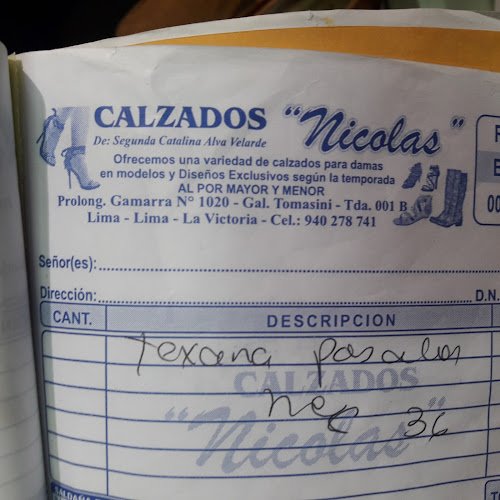 CALZADOS "Nicolas"
De: Segunda Catalina Alva Velarde
Ofrecemos una variedad de calzados para damas
en modelos y Diseños Exclusivos según la temporada
AL POR MAYOR Y MENOR
Prolong. Gamarra N° 1020 - Gal. Tomasini - Tda. 001 B
Lima - Lima - La Victoria - Cel.: 940 278 741
00
Señor(es):
Dirección: D.N.
CANT. DESCRIPCION
Texana
CALZADOS
36
"Nicolas"